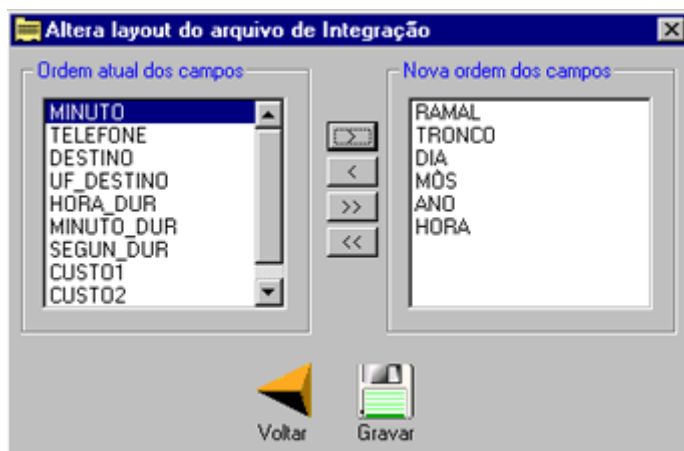 Altera layout do arquivo de Integração
Ordem atual dos campos
MINUTO
TELEFONE
DESTINO
UF_DESTINO
HORA_DUR
MINUTO_DUR
SEGUN_DUR
CUSTO1
CUSTO2
>
<
>>
<<
Nova ordem dos campos
RAMAL
TRONCO
DIA
MÒS
ANO
HORA
Voltar
Gravar